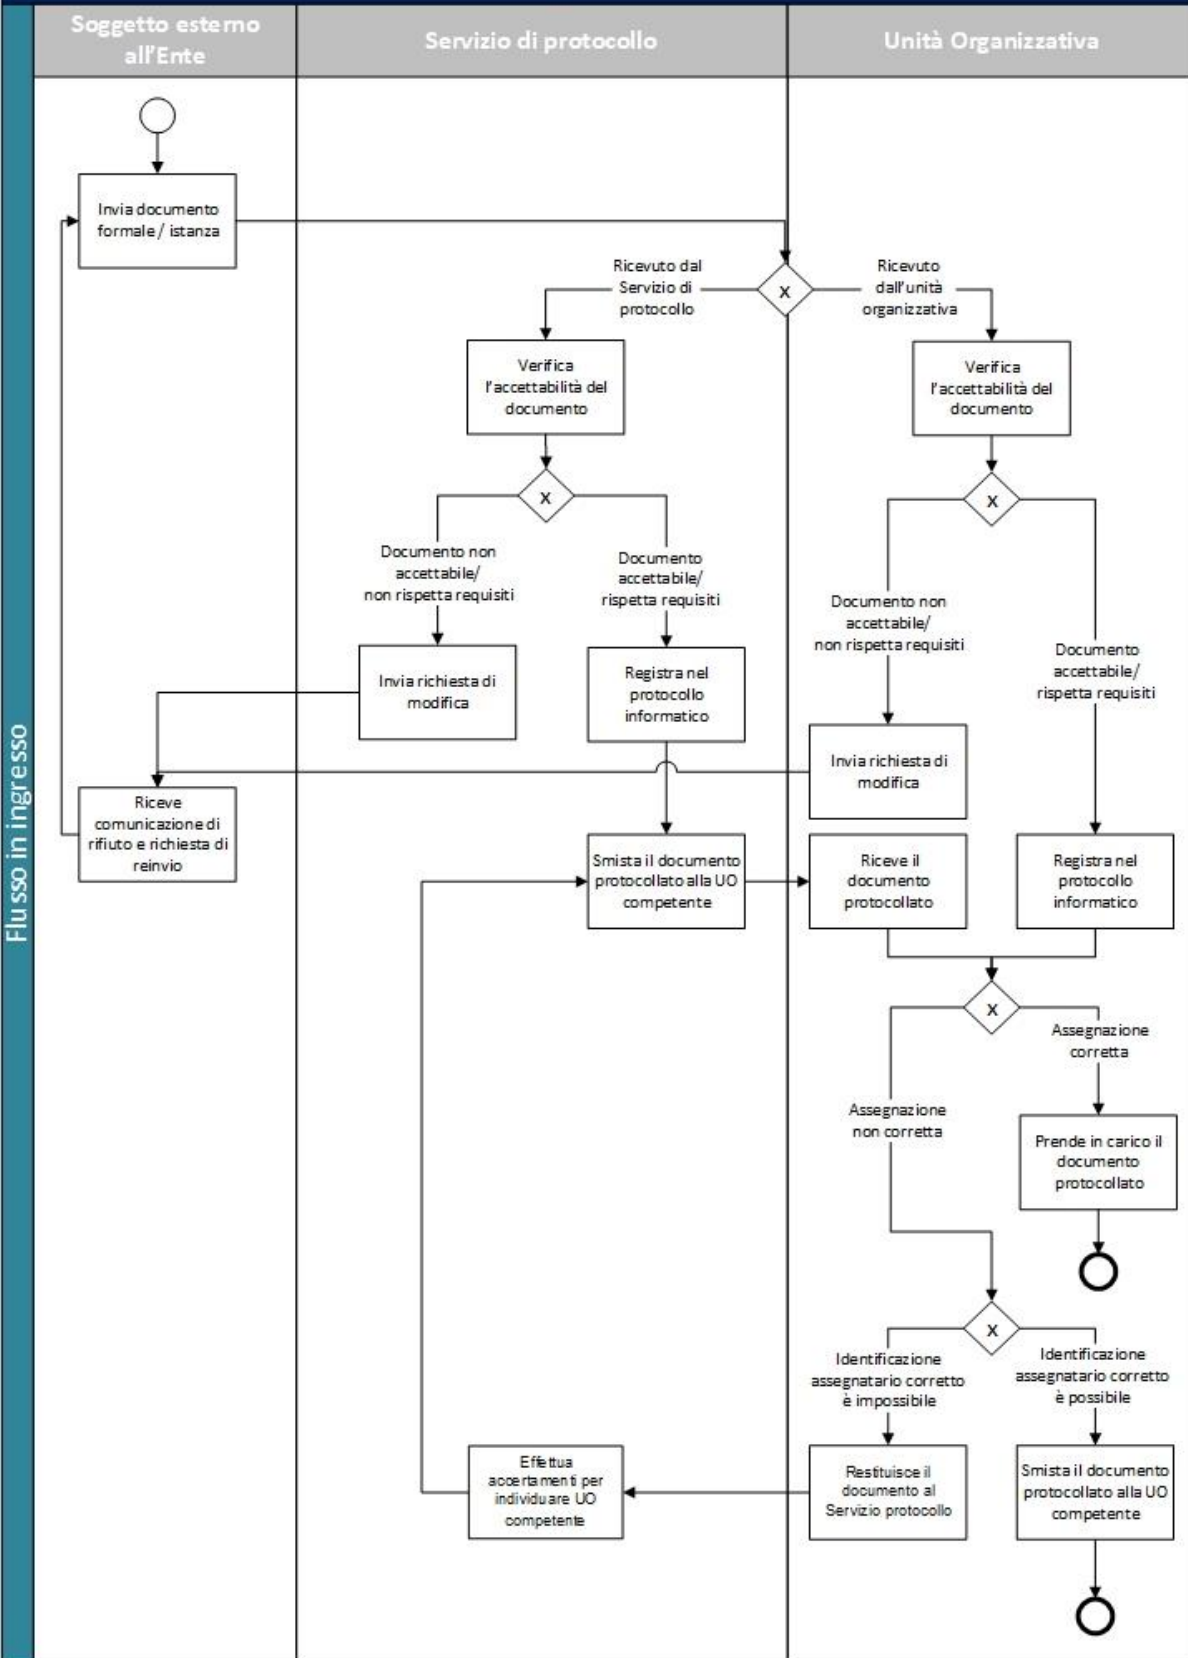 Soggetto esterno
all'Ente
Servizio di protocollo
Unità Organizzativa
Flusso in ingresso
Invia documento
formale / istanza
Ricevuto dal
Servizio di
protocollo
X
Ricevuto
dall'unità
organizzativa
Verifica
l'accettabilità del
documento
Verifica
l'accettabilità del
documento
X
X
Documento non
accettabile/
non rispetta requisiti
Documento
accettabile/
rispetta requisiti
Documento non
accettabile/
non rispetta requisiti
Documento
accettabile/
rispetta requisiti
Invia richiesta di
modifica
Registra nel
protocollo
informatico
Invia richiesta di
modifica
Riceve
comunicazione di
rifiuto e richiesta di
reinvio
Smista il documento
protocollato alla UO
competente
Riceve il
documento
protocollato
Registra nel
protocollo
informatico
X
Assegnazione
corretta
Assegnazione
non corretta
Prende in carico il
documento
protocollato
X
Identificazione
assegnatario corretto
è impossibile
Identificazione
assegnatario corretto
è possibile
Effettua
accertamenti per
individuare UO
competente
Restituisce il
documento al
Servizio protocollo
Smista il documento
protocollato alla UO
competente